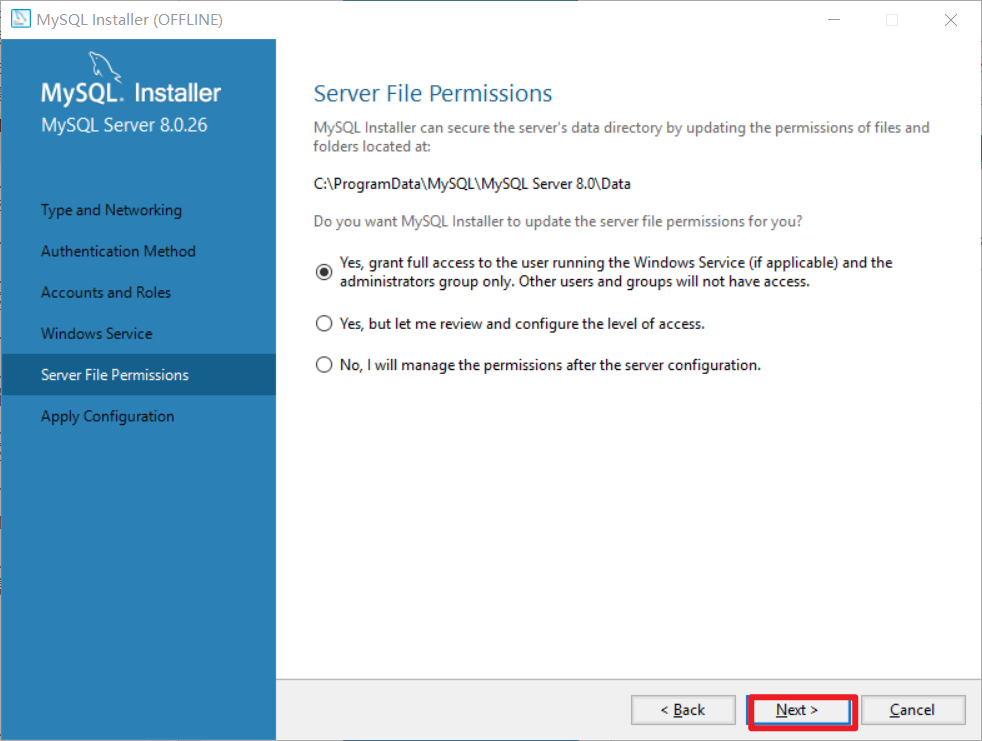 MySQL Installer (OFFLINE)
MySQL. Installer
MySQL Server 8.0.26
Type and Networking
Authentication Method
Accounts and Roles
Windows Service
Server File Permissions
Apply Configuration
Server File Permissions
MySQL Installer can secure the server's data directory by updating the permissions of files and
folders located at:
C:\ProgramData\MySQL\MySQL Server 8.0\Data
Do you want MySQL Installer to update the server file permissions for you?
Yes, grant full access to the user running the Windows Service (if applicable) and the
administrators group only. Other users and groups will not have access.
Yes, but let me review and configure the level of access.
No, I will manage the permissions after the server configuration.
< Back
Next >
Cancel